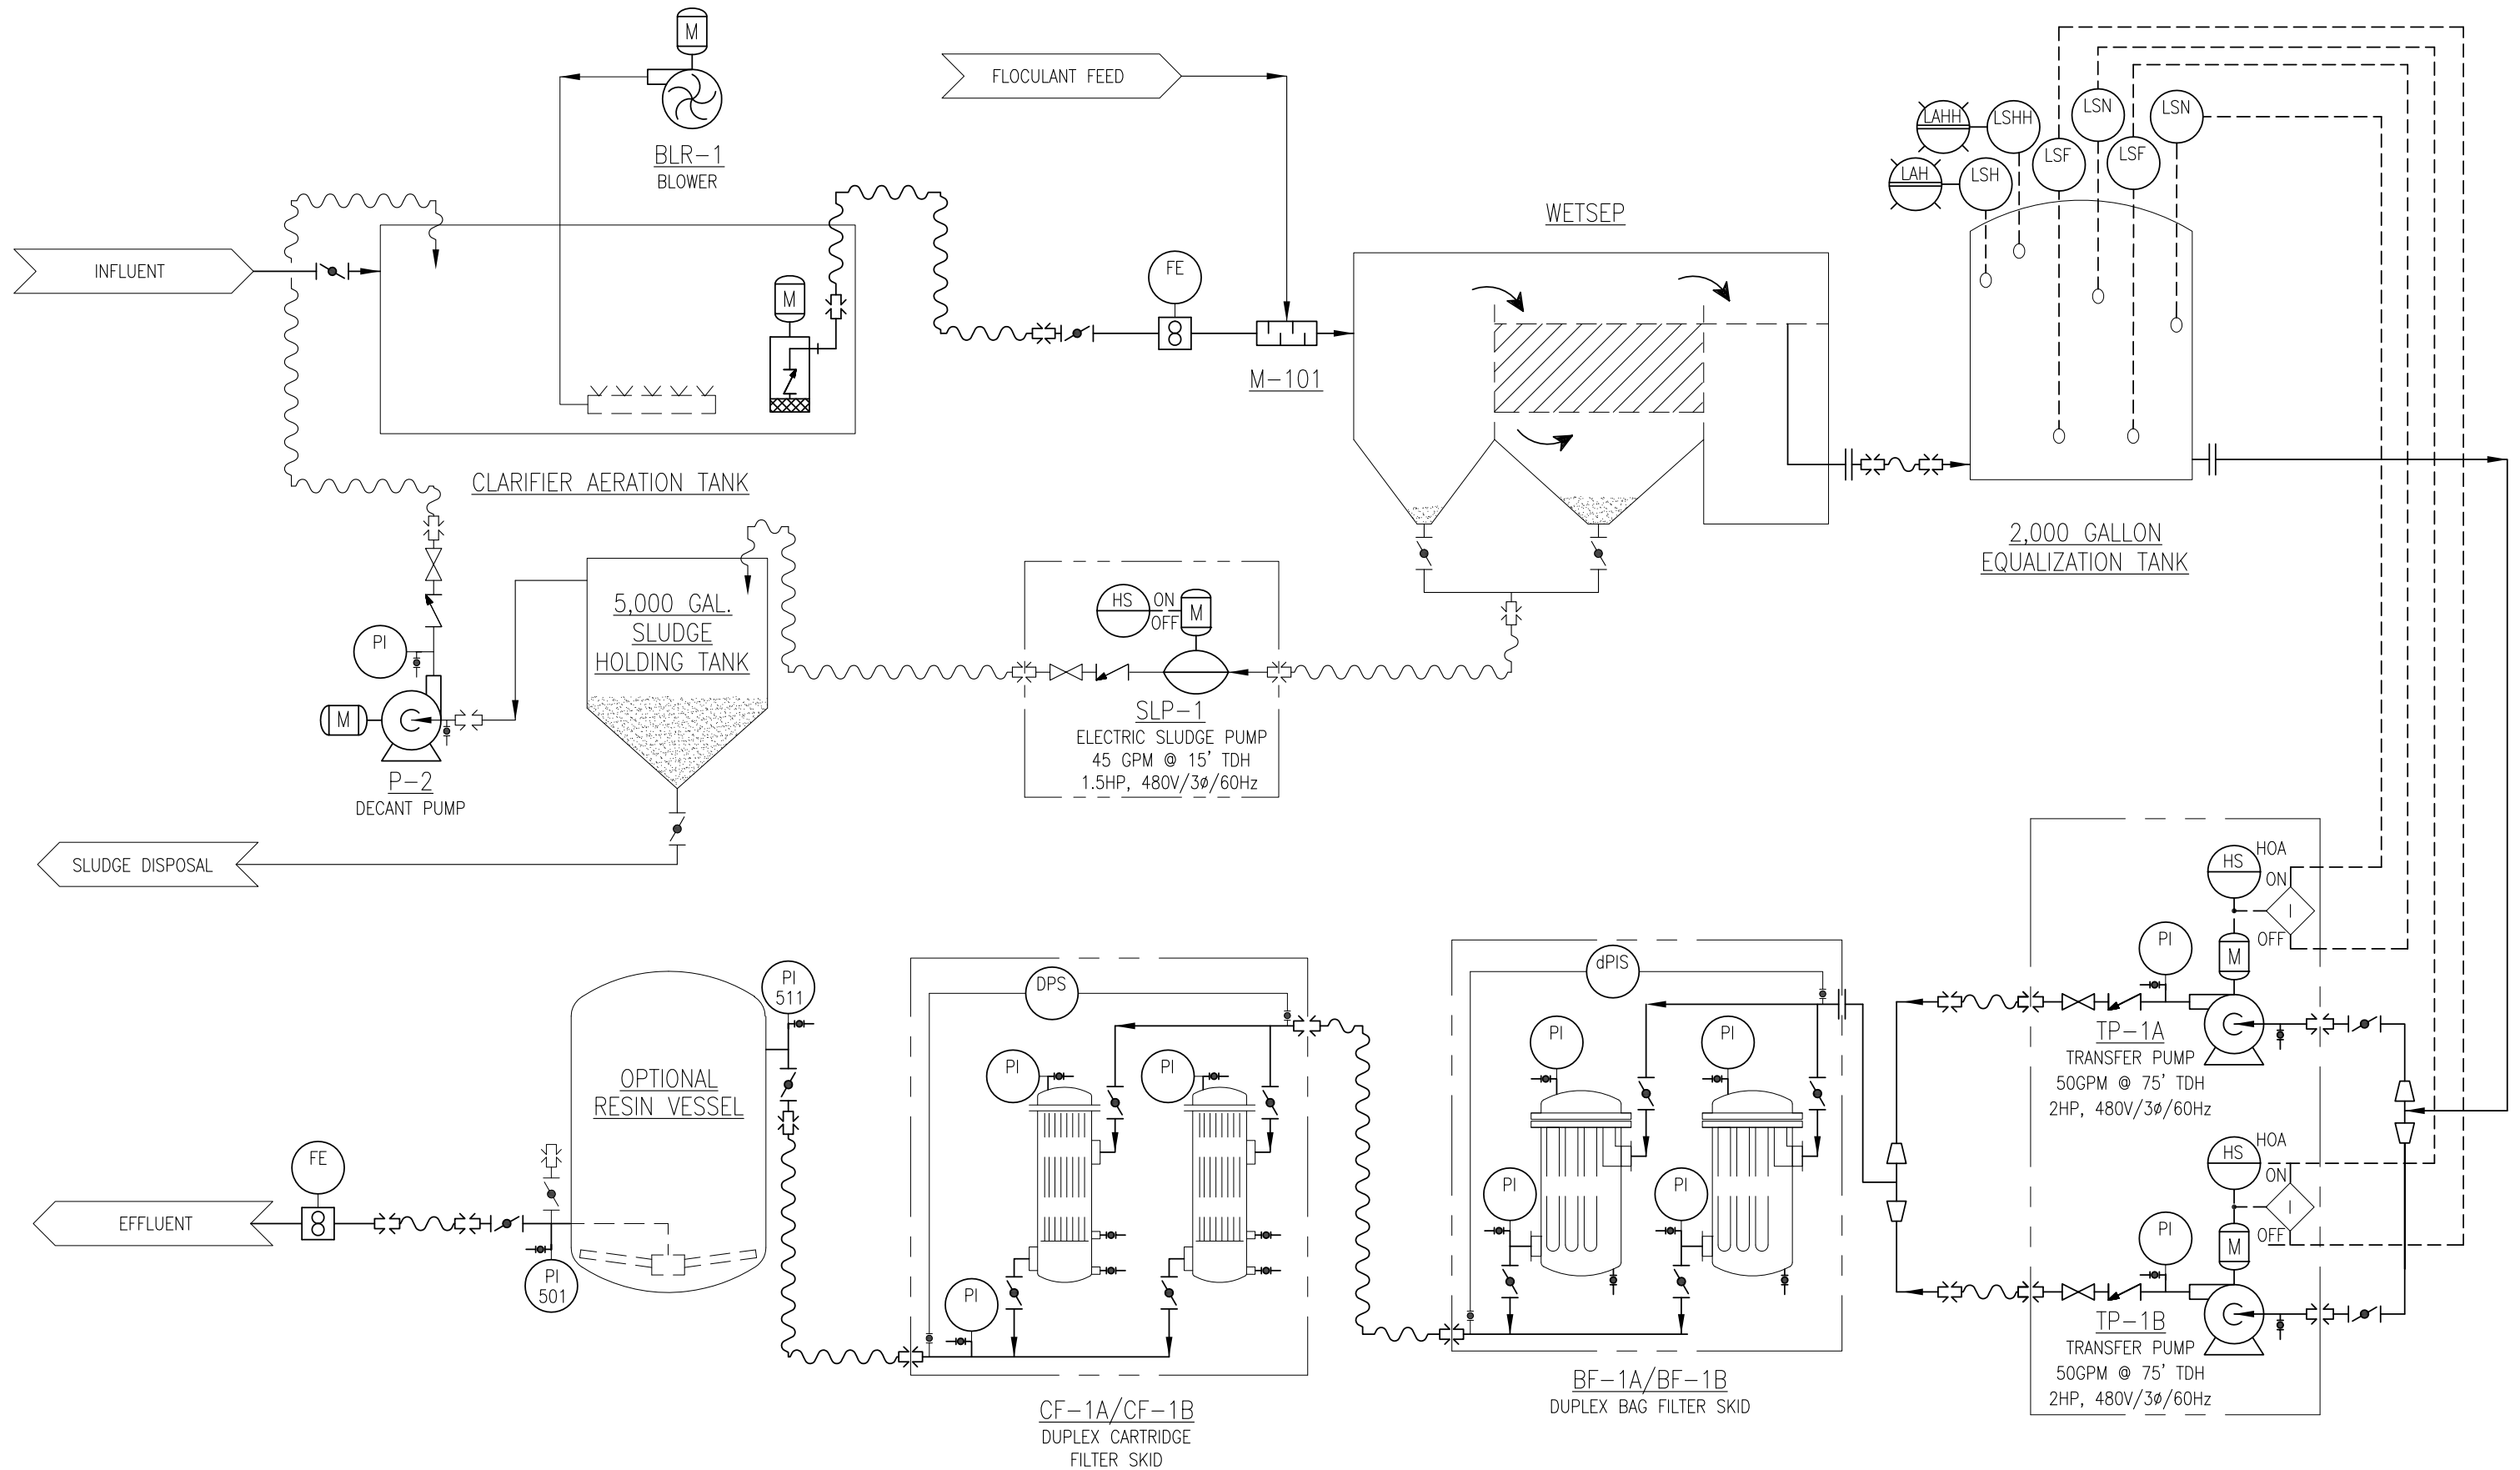 M
BLR-1
BLOWER
FLOCULANT FEED
INFLUENT
M
CLARIFIER AERATION TANK
FE
M-101
WETSEP
LAHH
LSHH
LAH
LSH
LSF
LSN
LSF
LSN
2,000 GALLON
EQUALIZATION TANK
5,000 GAL.
SLUDGE
HOLDING TANK
PI
M
P-2
DECANT PUMP
HS
ON
OFF
M
SLP-1
ELECTRIC SLUDGE PUMP
45 GPM @ 15' TDH
1.5HP, 480V/3ø/60Hz
SLUDGE DISPOSAL
HS
HOA
ON
I
OFF
M
PI
TP-1A
TRANSFER PUMP
50GPM @ 75' TDH
2HP, 480V/3ø/60Hz
HS
HOA
ON
I
OFF
M
PI
TP-1B
TRANSFER PUMP
50GPM @ 75' TDH
2HP, 480V/3ø/60Hz
dPIS
PI
PI
PI
PI
BF-1A/BF-1B
DUPLEX BAG FILTER SKID
DPS
PI
PI
PI
CF-1A/CF-1B
DUPLEX CARTRIDGE
FILTER SKID
PI
511
OPTIONAL
RESIN VESSEL
PI
501
FE
EFFLUENT